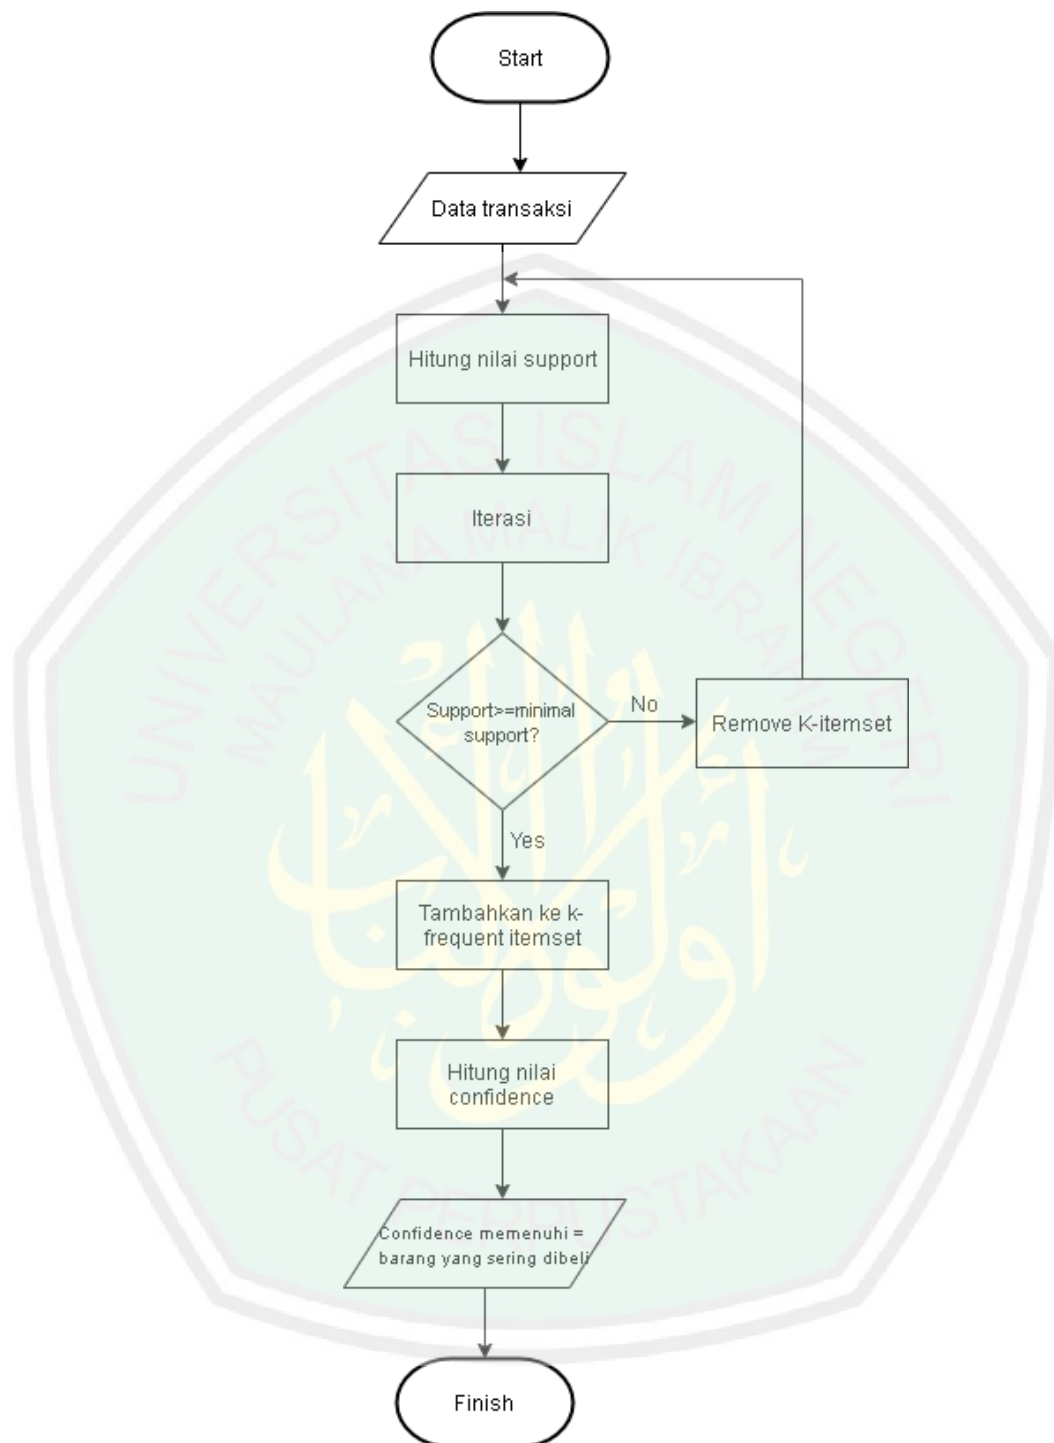 Start
Data transaksi
Hitung nilai support
Iterasi
Support>=minimal
support?
No
Remove K-itemset
Yes
Tambahkan ke k-
frequent itemset
Hitung nilai
confidence
Confidence memenuhi =
barang yang sering dibeli
Finish
UNIVERSITAS ISLAM NEGERI
MAULANA MALIK IBRAHIM
PUSAT PERPUSTAKAAN